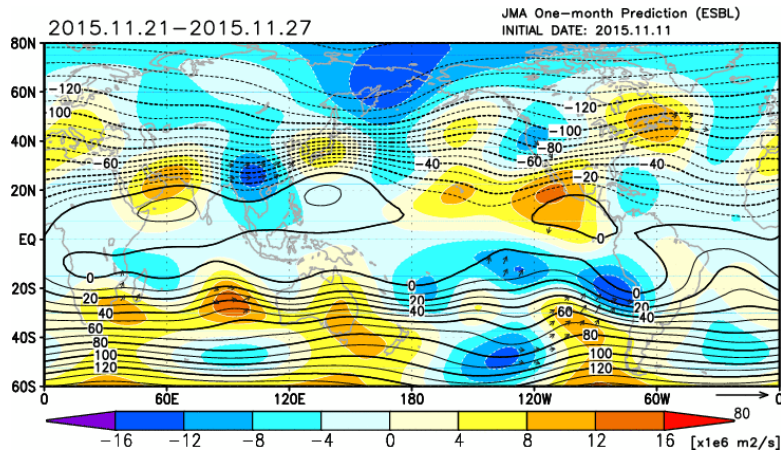 2015.11.21−2015.11.27
JMA One−month Prediction (ESBL)
INITIAL DATE: 2015.11.11
80N
60N
40N
20N
EQ
20S
40S
60S
−120
100
−60
−40
−120
−100
−80
−60
−40
−20
0
0
20
40
60
80
100
120
0
20
40
60
80
100
120
0
20
40
0
60E
120E
180
120W
60W
0
80
−16 −12 −8 −4 0 4 8 12 16 [x1e6 m2/s]